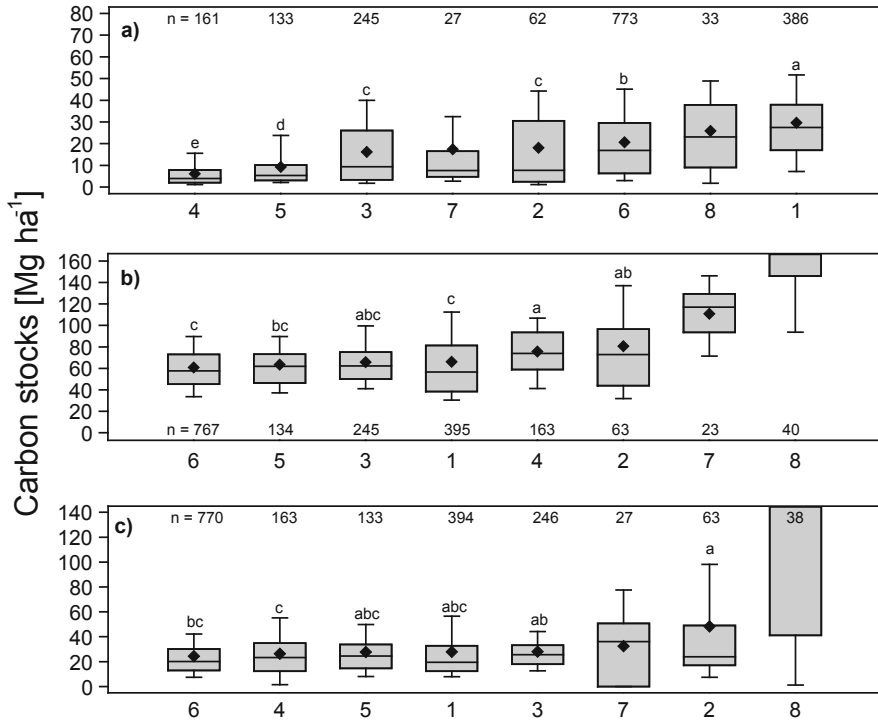 Carbon stocks [Mg ha-1]
a)
n = 161 133 245 27 62 773 33 386
80
70
60
50
40
30
20
10
0
e d c c b a
4 5 3 7 2 6 8 1
b)
160
140
120
100
80
60
40
20
0
c bc abc c a ab
n = 767 134 245 395 163 63 23 40
6 5 3 1 4 2 7 8
c)
n = 770 163 133 394 246 27 63 38
140
120
100
80
60
40
20
0
bc c abc abc ab a
6 4 5 1 3 7 2 8